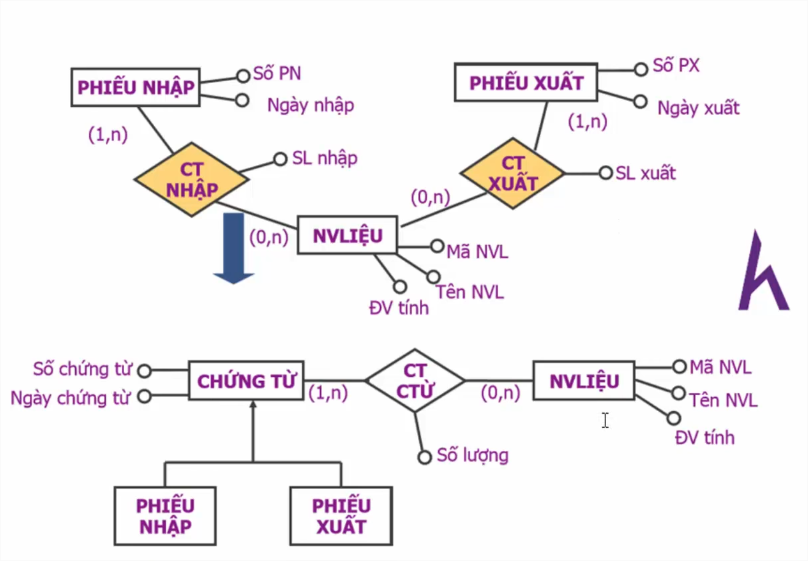 PHIẾU NHẬP
Số PN
Ngày nhập
(1,n)
CT
NHẬP
SL nhập
(0,n)
PHIẾU XUẤT
Số PX
Ngày xuất
(1,n)
CT
XUẤT
SL xuất
(0,n)
NVLIỆU
Mã NVL
Tên NVL
ĐV tính
Số chứng từ
Ngày chứng từ
CHỨNG TỪ
(1,n)
CT
CTỪ
(0,n)
Số lượng
NVLIỆU
Mã NVL
Tên NVL
ĐV tính
PHIẾU
NHẬP
PHIẾU
XUẤT